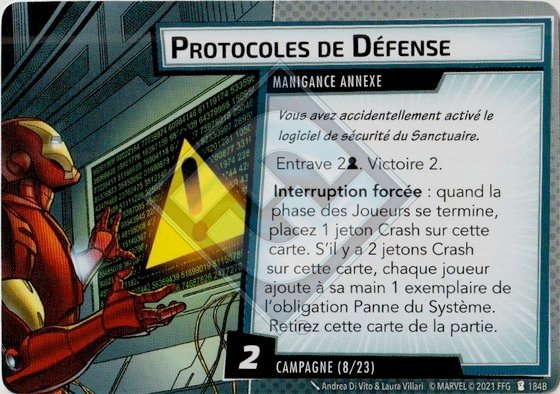 PROTOCOLES DE DÉFENSE
MANIGANCE ANNEXE
Vous avez accidentellement activé le
logiciel de sécurité du Sanctuaire.
Entrave 2. Victoire 2.
Interruption forcée : quand la
phase des Joueurs se termine,
placez 1 jeton Crash sur cette
carte. S'il y a 2 jetons Crash
sur cette carte, chaque joueur
ajoute à sa main 1 exemplaire de
l'obligation Panne du Système.
Retirez cette carte de la partie.
2
CAMPAGNE (8/23)
Andrea Di Vito & Laura Villari © MARVEL © 2021 FFG 184B